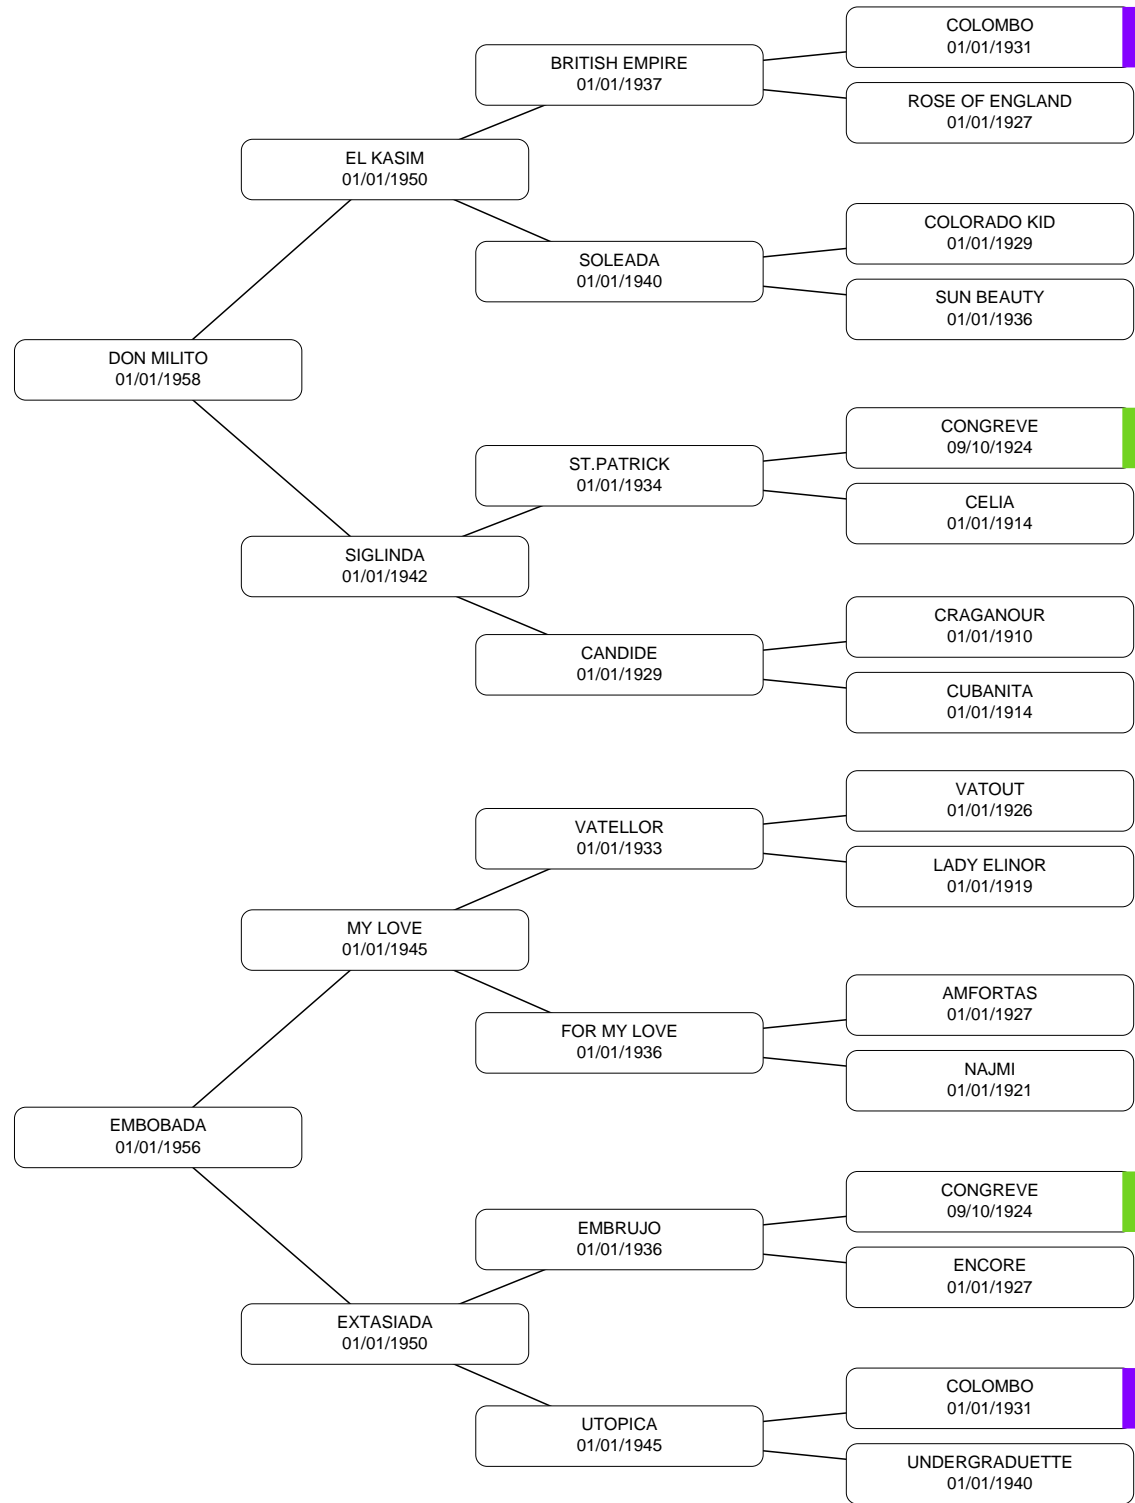 COLOMBO
01/01/1931
BRITISH EMPIRE
01/01/1937
ROSE OF ENGLAND
01/01/1927
EL KASIM
01/01/1950
COLORADO KID
01/01/1929
SOLEADA
01/01/1940
SUN BEAUTY
01/01/1936
DON MILITO
01/01/1958
CONGREVE
09/10/1924
ST.PATRICK
01/01/1934
CELIA
01/01/1914
SIGLINDA
01/01/1942
CRAGANOUR
01/01/1910
CANDIDE
01/01/1929
CUBANITA
01/01/1914
VATOUT
01/01/1926
VATELLOR
01/01/1933
LADY ELINOR
01/01/1919
MY LOVE
01/01/1945
AMFORTAS
01/01/1927
FOR MY LOVE
01/01/1936
NAJMI
01/01/1921
EMBOBADA
01/01/1956
CONGREVE
09/10/1924
EMBRUJO
01/01/1936
ENCORE
01/01/1927
EXTASIADA
01/01/1950
COLOMBO
01/01/1931
UTOPICA
01/01/1945
UNDERGRADUETTE
01/01/1940